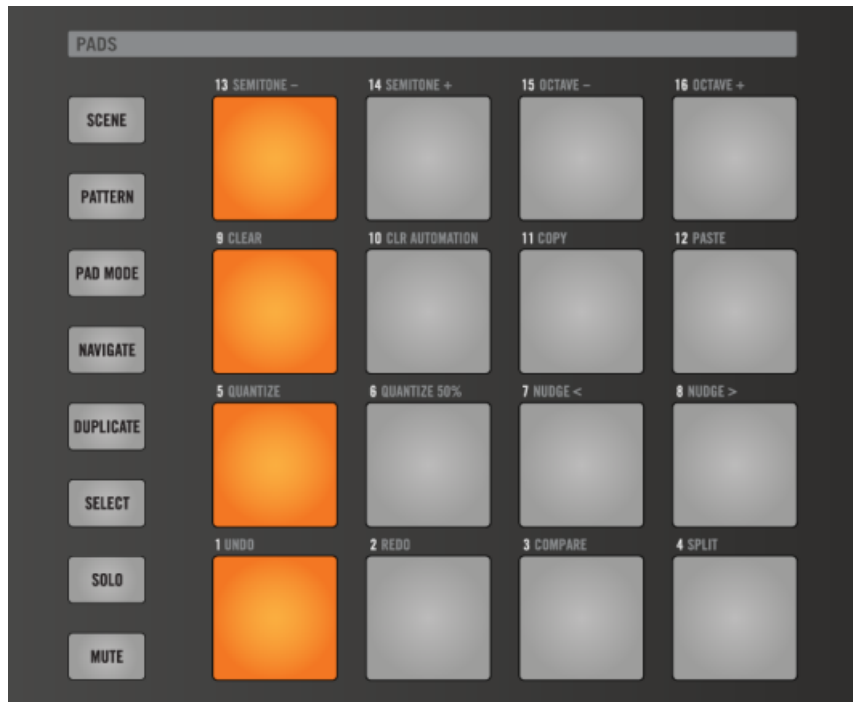 PADS
13 SEMITONE –
14 SEMITONE +
15 OCTAVE –
16 OCTAVE +
SCENE
PATTERN
9 CLEAR
10 CLR AUTOMATION
11 COPY
12 PASTE
PAD MODE
NAVIGATE
5 QUANTIZE
6 QUANTIZE 50%
7 NUDGE <
8 NUDGE >
DUPLICATE
SELECT
1 UNDO
2 REDO
3 COMPARE
4 SPLIT
SOLO
MUTE